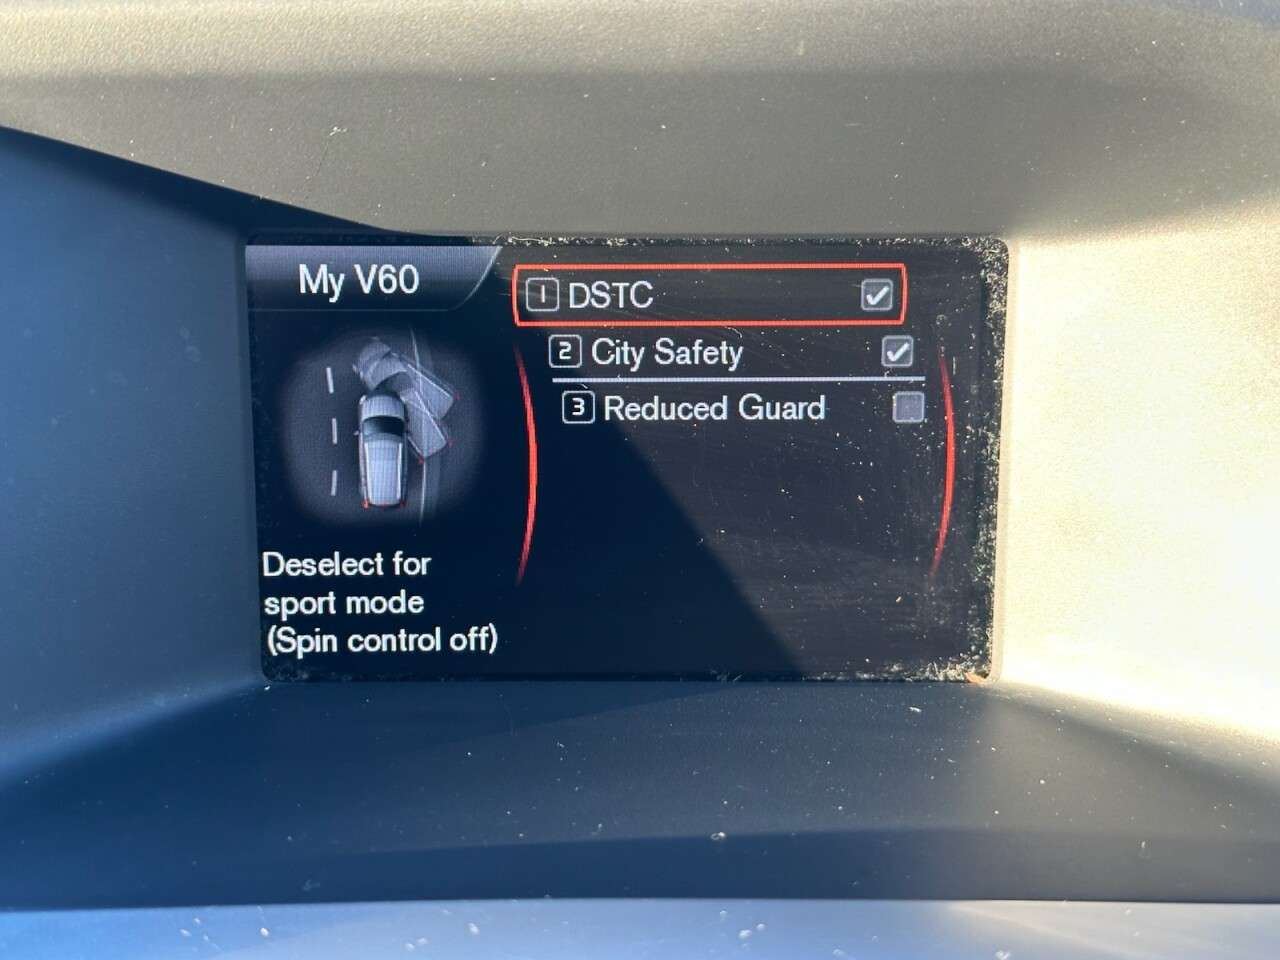 My V60
1 DSTC
2 City Safety
3 Reduced Guard
Deselect for
sport mode
(Spin control off)